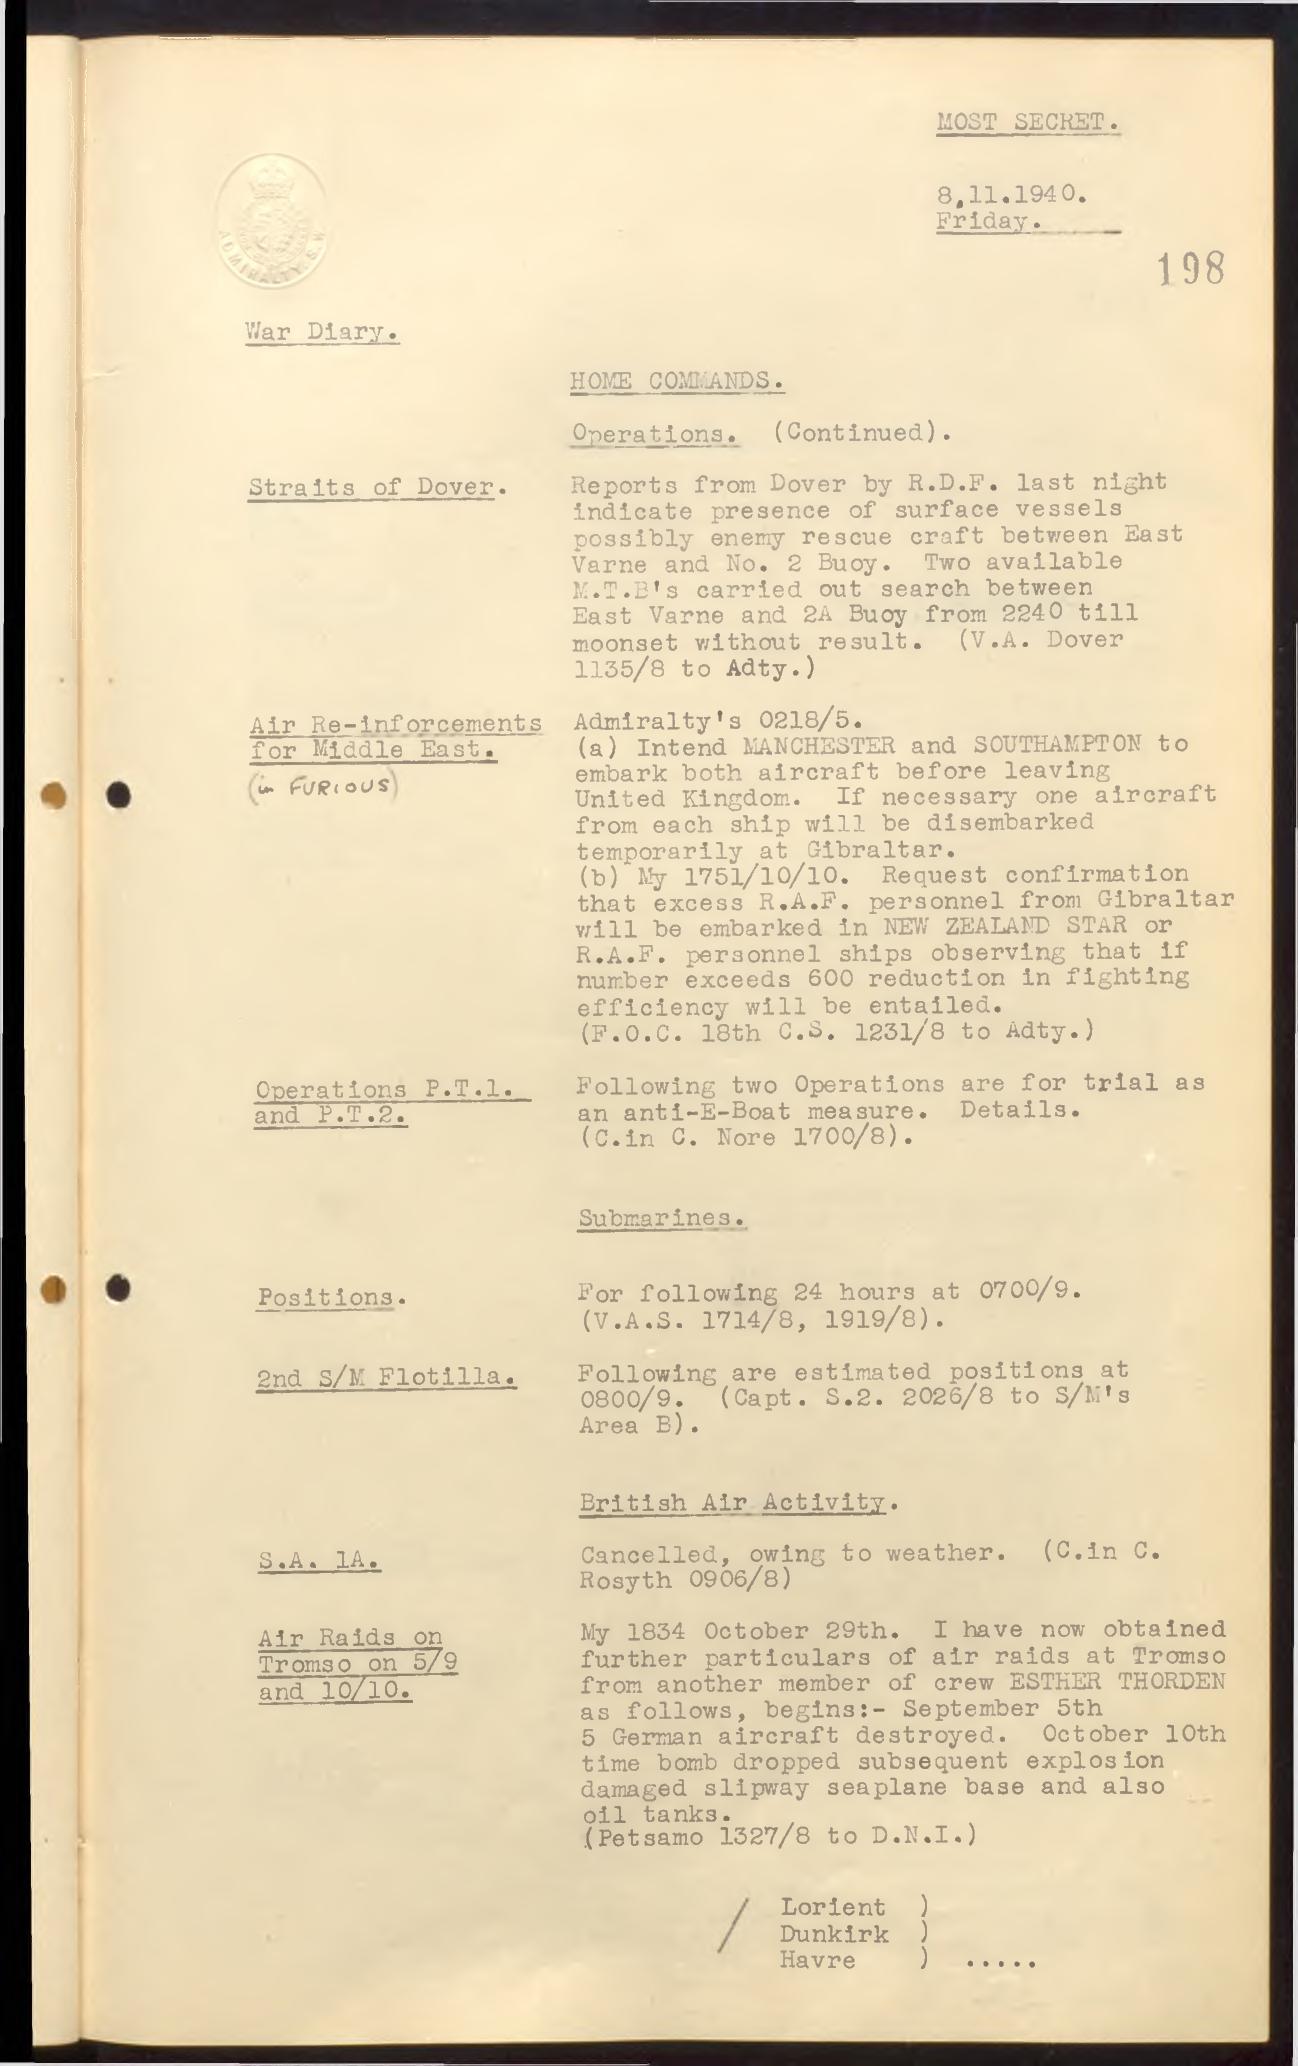 MOST SECRET.
8.11.1940.
Friday.
198
ADMIRALTY. S.W.
War Diary.
HOME COMMANDS.
Operations. (Continued).
Straits of Dover.
Reports from Dover by R.D.F. last night
indicate presence of surface vessels
possibly enemy rescue craft between East
Varne and No. 2 Buoy. Two available
M.T.B's carried out search between
East Varne and 2A Buoy from 2240 till
moonset without result. (V.A. Dover
1135/8 to Adty.)
Air Re-inforcements
for Middle East.
(in FURIOUS)
Admiralty's 0218/5.
(a) Intend MANCHESTER and SOUTHAMPTON to
embark both aircraft before leaving
United Kingdom. If necessary one aircraft
from each ship will be disembarked
temporarily at Gibraltar.
(b) My 1751/10/10. Request confirmation
that excess R.A.F. personnel from Gibraltar
will be embarked in NEW ZEALAND STAR or
R.A.F. personnel ships observing that if
number exceeds 600 reduction in fighting
efficiency will be entailed.
(F.O.C. 18th C.S. 1231/8 to Adty.)
Operations P.T.1.
and P.T.2.
Following two Operations are for trial as
an anti-E-Boat measure. Details.
(C.in C. Nore 1700/8).
Submarines.
Positions.
For following 24 hours at 0700/9.
(V.A.S. 1714/8, 1919/8).
2nd S/M Flotilla.
Following are estimated positions at
0800/9. (Capt. S.2. 2026/8 to S/M's
Area B).
British Air Activity.
S.A. 1A.
Cancelled, owing to weather. (C.in C.
Rosyth 0906/8)
Air Raids on
Tromso on 5/9
and 10/10.
My 1834 October 29th. I have now obtained
further particulars of air raids at Tromso
from another member of crew ESTHER THORDEN
as follows, begins:- September 5th
5 German aircraft destroyed. October 10th
time bomb dropped subsequent explosion
damaged slipway seaplane base and also
oil tanks.
(Petsamo 1327/8 to D.N.I.)
/ Lorient )
Dunkirk )
Havre ) .....